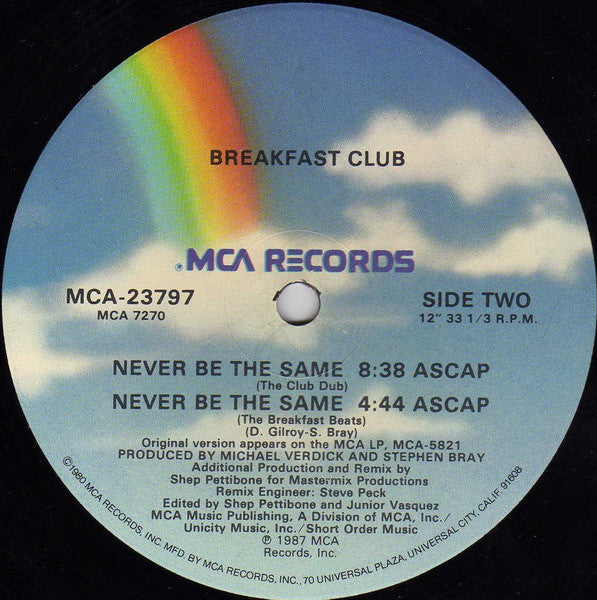 BREAKFAST CLUB
.MCA RECORDS
MCA-23797
MCA 7270
SIDE TWO
12" 33 1/3 R.P.M.
NEVER BE THE SAME 8:38 ASCAP
(The Club Dub)
NEVER BE THE SAME 4:44 ASCAP
(The Breakfast Beats)
(D. Gilroy-S. Bray)
Original version appears on the MCA LP, MCA-5821
PRODUCED BY MICHAEL VERDICK AND STEPHEN BRAY
Additional Production and Remix by
Shep Pettibone for Mastermix Productions
Remix Engineer: Steve Peck
Edited by Shep Pettibone and Junior Vasquez
MCA Music Publishing, A Division of MCA, Inc./
Unicity Music, Inc./Short Order Music
℗ 1987 MCA
Records, Inc.
©1980 MCA RECORDS, INC. MFD. BY MCA RECORDS, INC., 70 UNIVERSAL PLAZA, UNIVERSAL CITY, CALIF. 91608